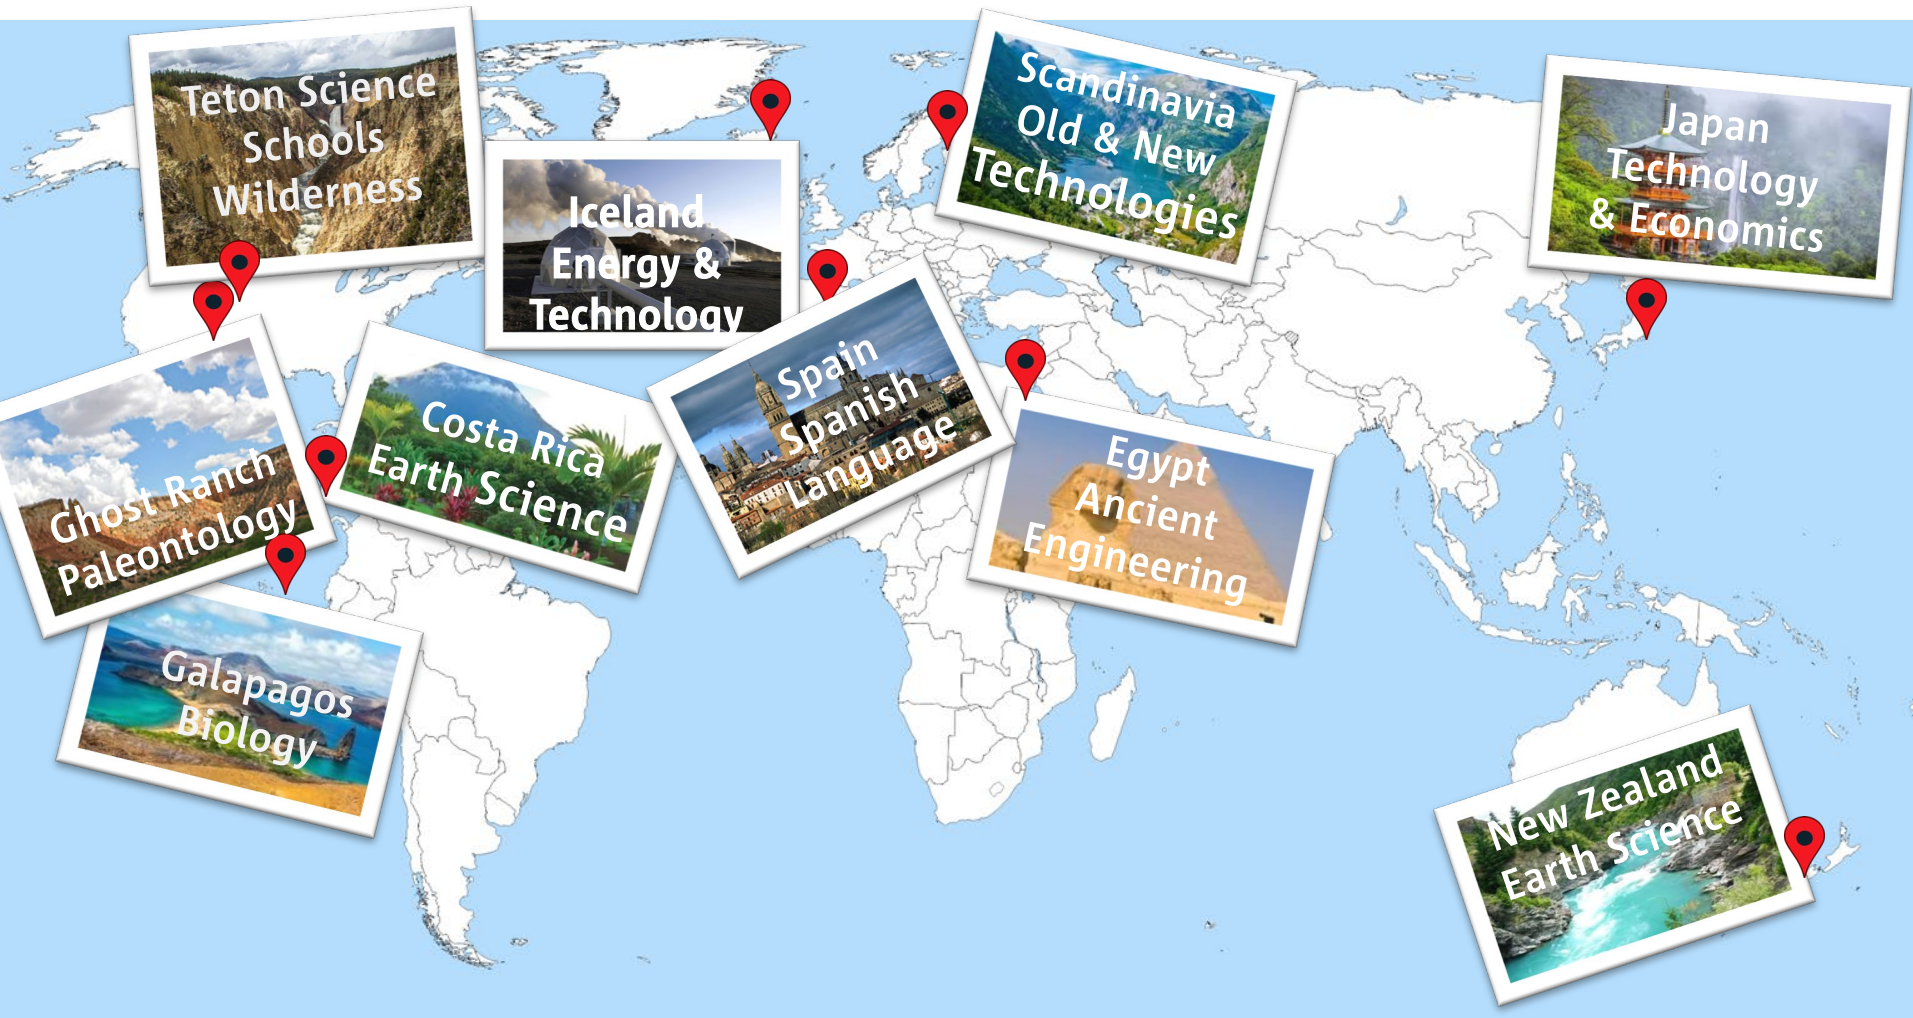 Teton Science
Schools
Wilderness
Iceland
Energy &
Technology
Scandinavia
Old & New
Technologies
Japan
Technology
& Economics
Ghost Ranch
Paleontology
Costa Rica
Earth Science
Spain
Spanish
Language
Egypt
Ancient
Engineering
Galapagos
Biology
New Zealand
Earth Science